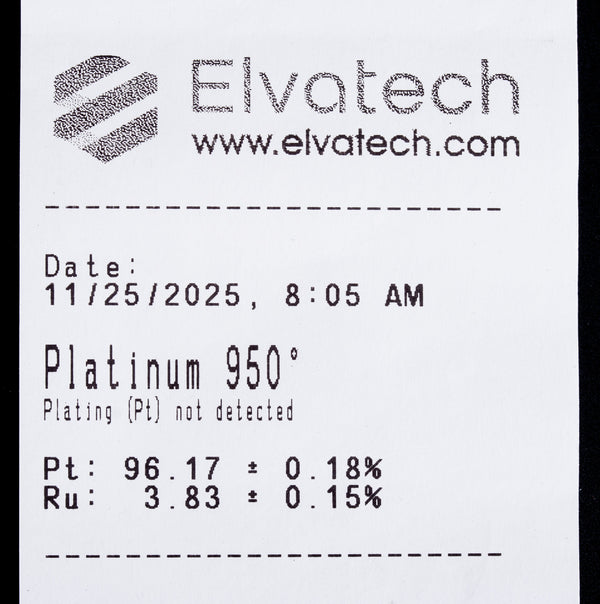 Elvatech
www.elvatech.com
-----------------------
Date:
11/25/2025, 8:05 AM
Platinum 950°
Plating (Pt) not detected
Pt: 96.17 ± 0.18%
Ru: 3.83 ± 0.15%
-----------------------